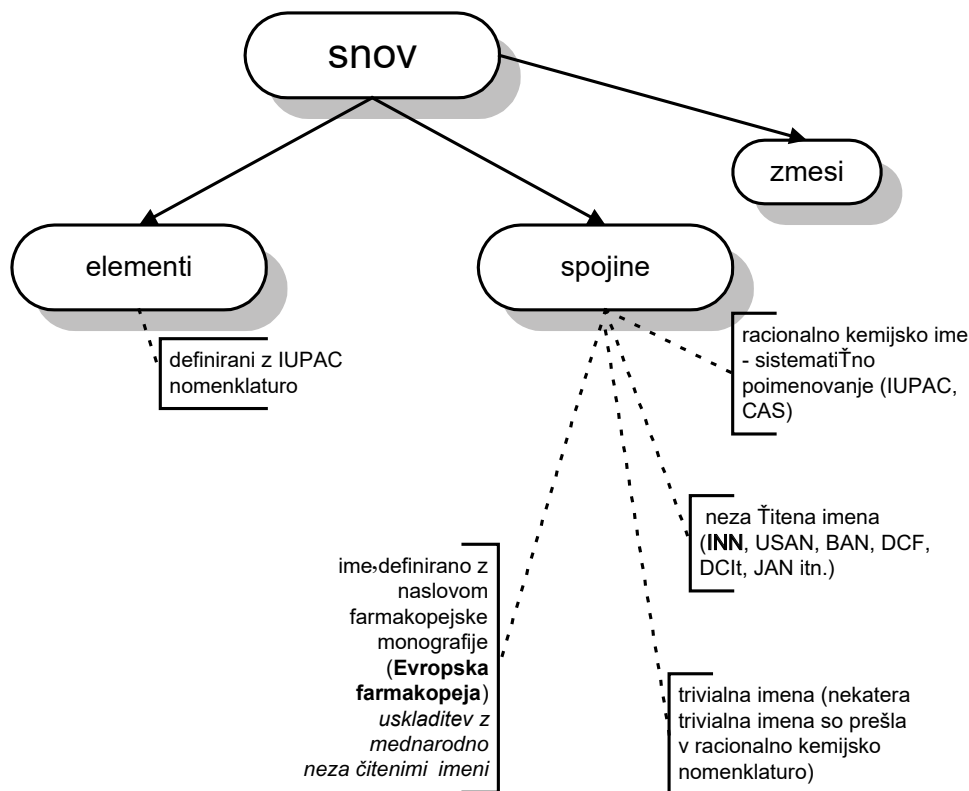 snov
zmesi
elementi
spojine
definirani z IUPAC
nomenklaturo
racionalno kemijsko ime
- sistematiŤno
poimenovanje (IUPAC,
CAS)
neza Ťitena imena
(INN, USAN, BAN, DCF,
DCIt, JAN itn.)
ime,definirano z
naslovom
farmakopejske
monografije
(Evropska
farmakopeja)
uskladitev z
mednarodno
neza čitenimi imeni
trivialna imena (nekatera
trivialna imena so prešla
v racionalno kemijsko
nomenklaturo)